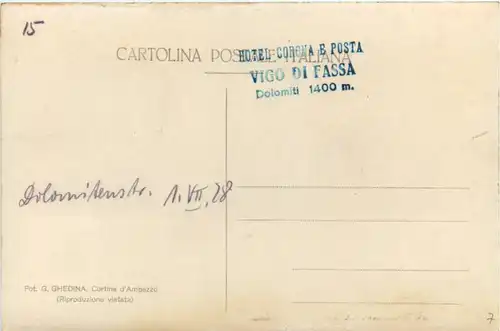 15
CARTOLINA POSTALE ITALIANA
HOTEL CORONA E POSTA
VIGO DI FASSA
Dolomiti 1400 m.
Dolomitenstr. 1.VII.28
Fot. G. GHEDINA, Cortina d'Ampezzo
(Riproduzione vietata)
7